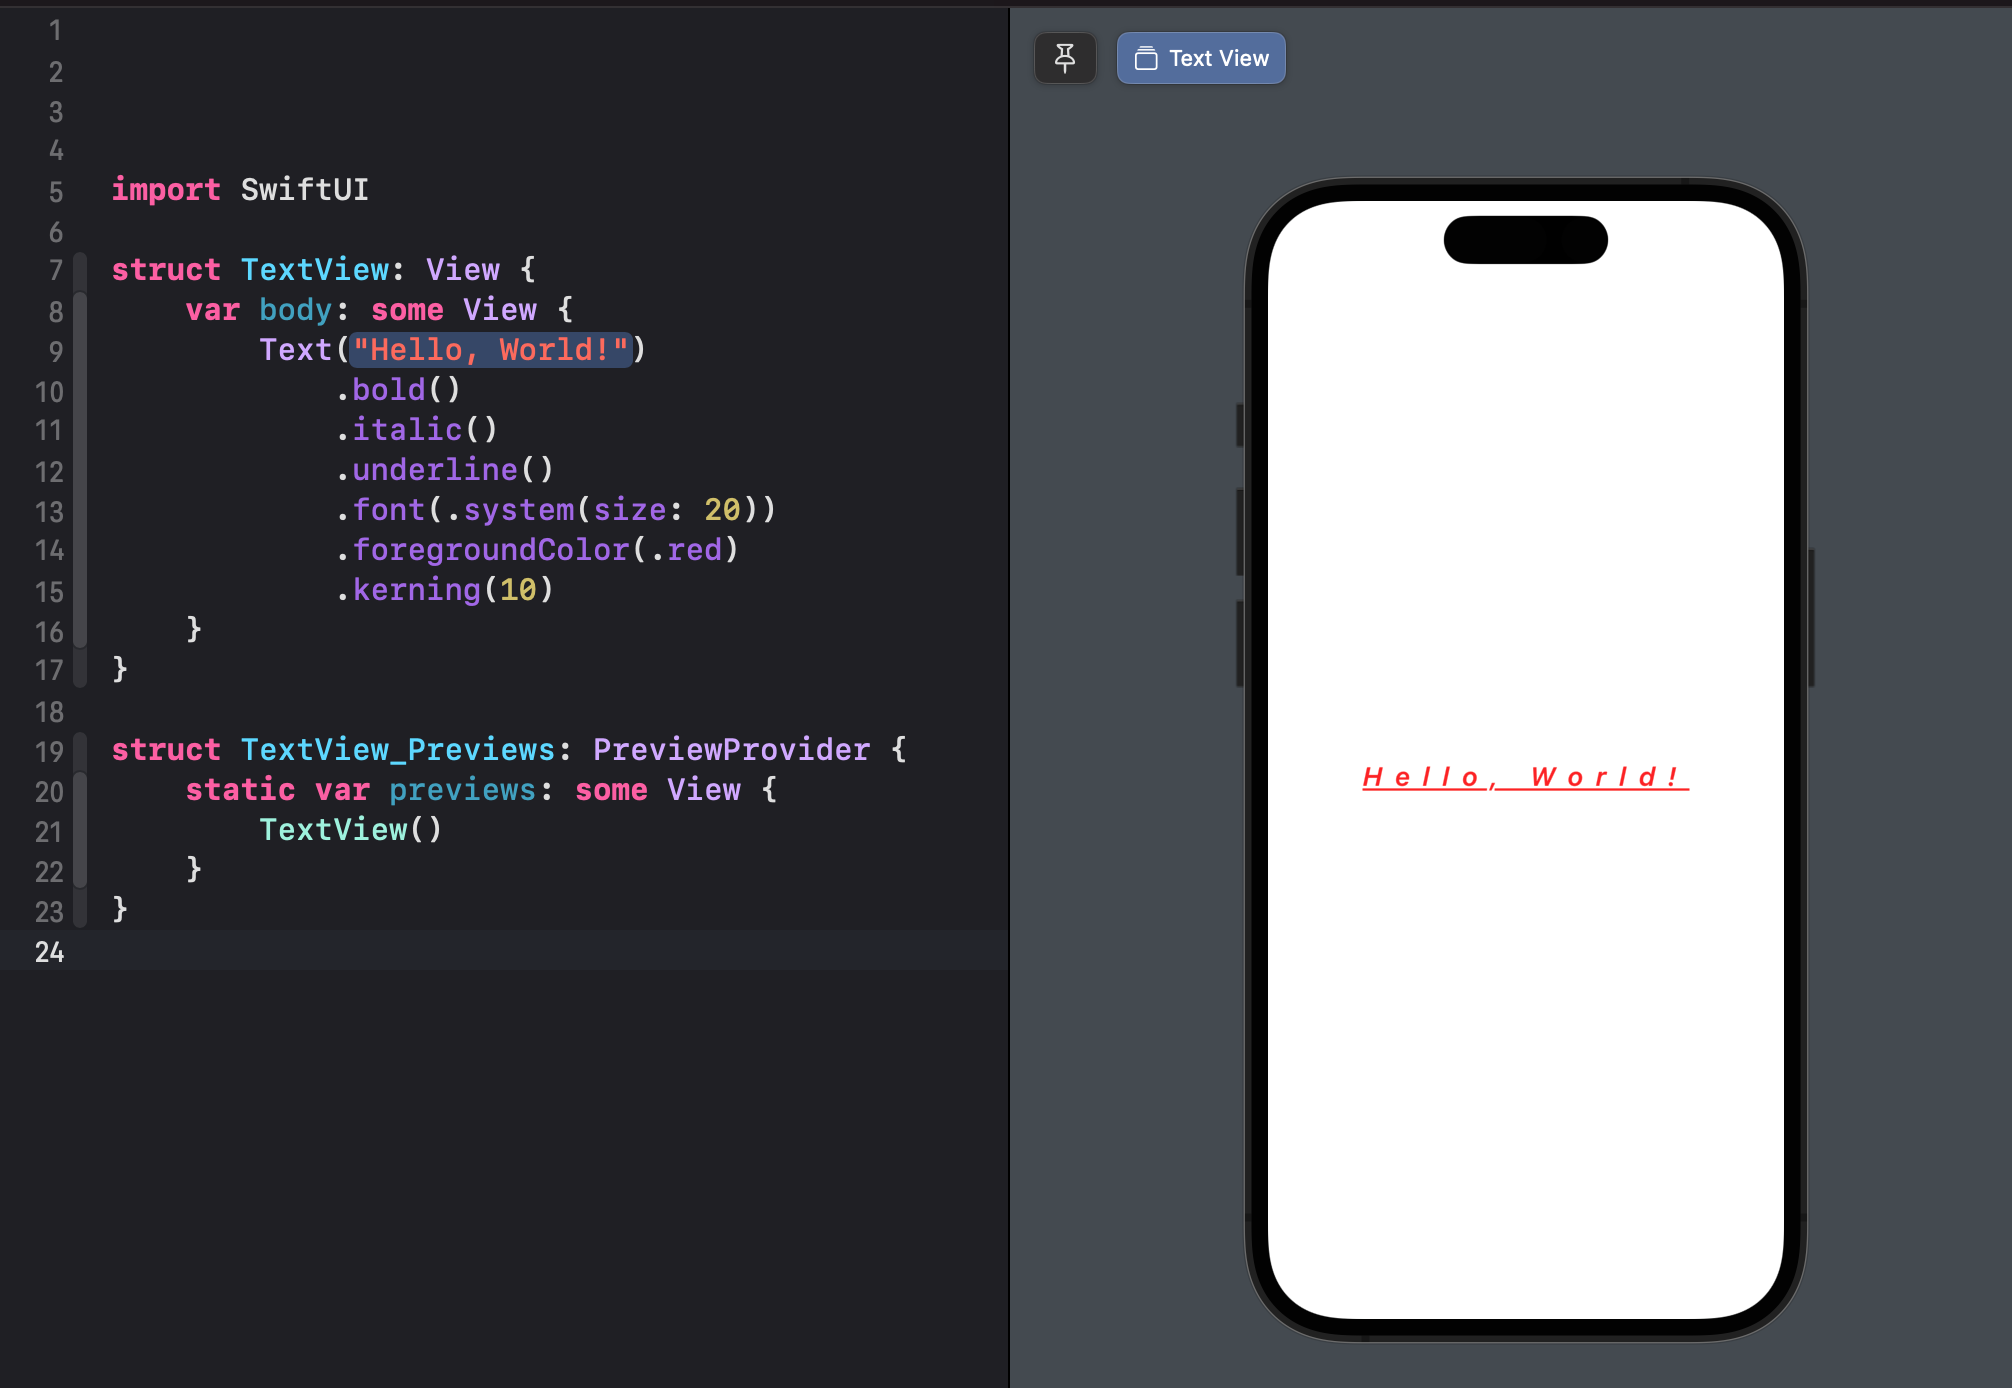 1
2
3
4
5 import SwiftUI
6
7 struct TextView: View {
8     var body: some View {
9         Text("Hello, World!")
10             .bold()
11             .italic()
12             .underline()
13             .font(.system(size: 20))
14             .foregroundColor(.red)
15             .kerning(10)
16     }
17 }
18
19 struct TextView_Previews: PreviewProvider {
20     static var previews: some View {
21         TextView()
22     }
23 }
24
Text View
Hello, World!